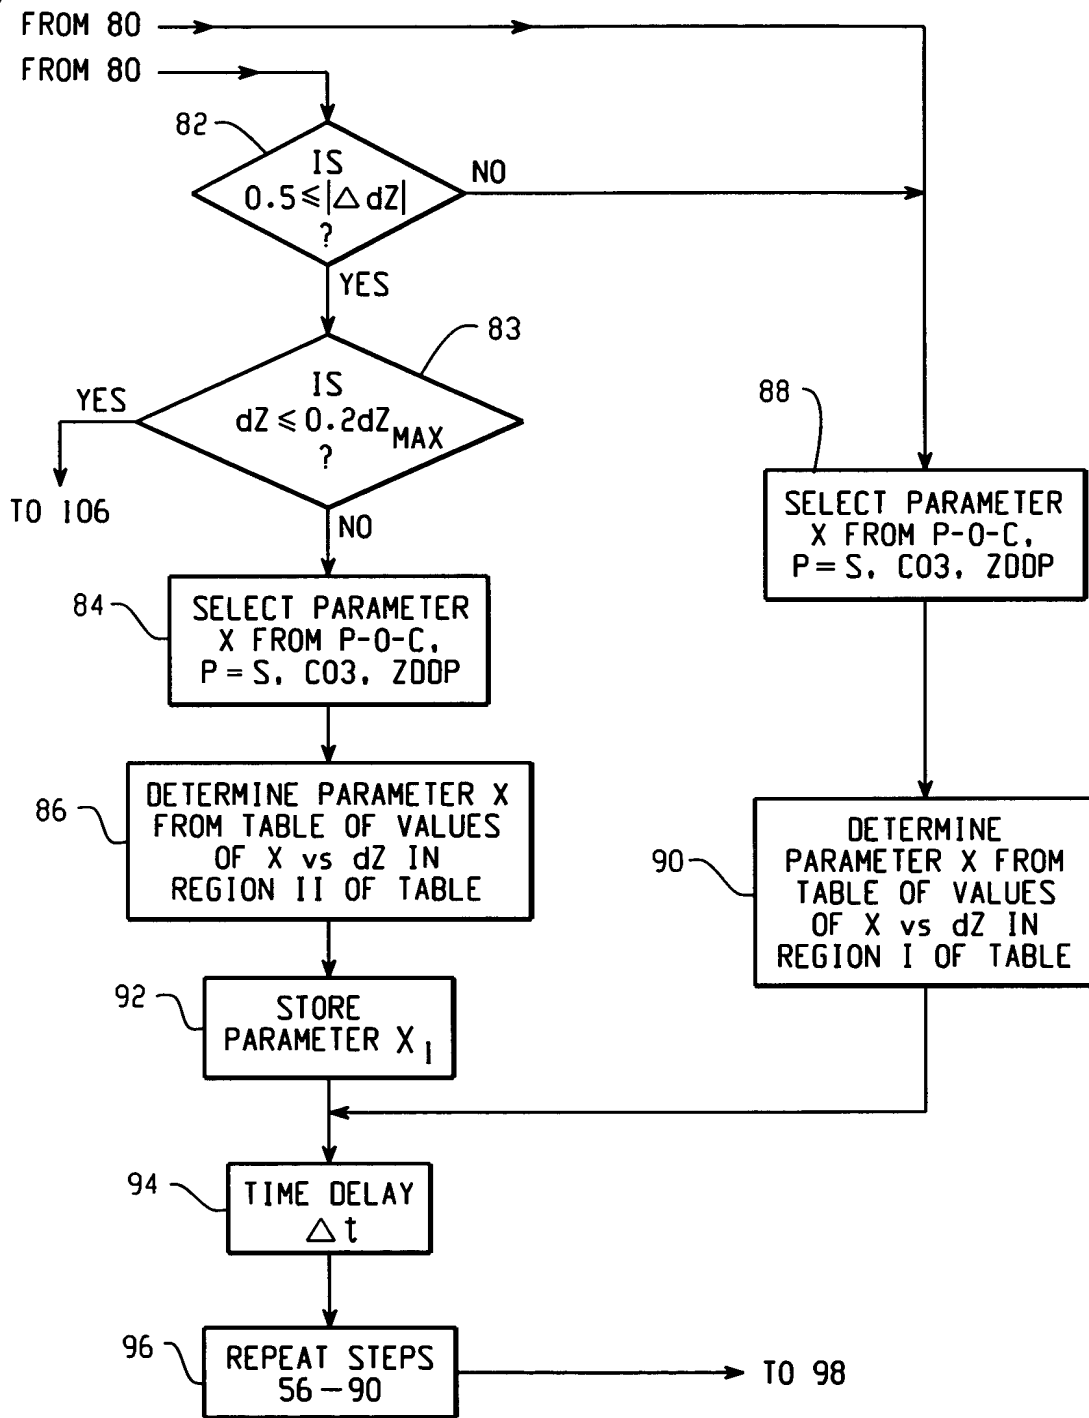 FROM 80
FROM 80
82
IS
0.5≤|△dZ|
?
NO
YES
83
IS
dZ≤0.2dZMAX
?
YES
TO 106
NO
88
SELECT PARAMETER
X FROM P-O-C,
P=S, CO3, ZDDP
84
SELECT PARAMETER
X FROM P-O-C,
P=S, CO3, ZDDP
86
DETERMINE PARAMETER X
FROM TABLE OF VALUES
OF X vs dZ IN
REGION II OF TABLE
90
DETERMINE
PARAMETER X FROM
TABLE OF VALUES
OF X vs dZ IN
REGION I OF TABLE
92
STORE
PARAMETER X1
94
TIME DELAY
△t
96
REPEAT STEPS
56-90
TO 98